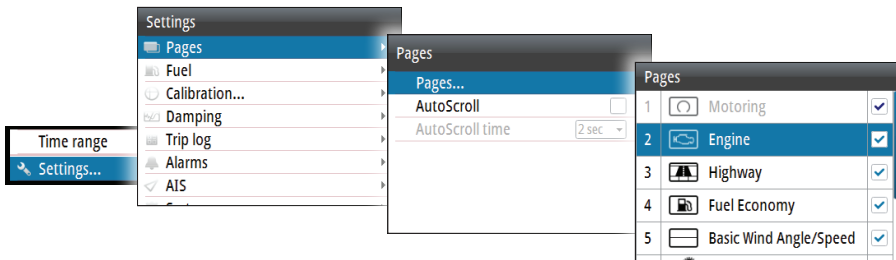 Time range
Settings...
Settings
Pages
Fuel
Calibration...
Damping
Trip log
Alarms
AIS
Pages
Pages...
AutoScroll
AutoScroll time 2 sec
Pages
1 Motoring
2 Engine
3 Highway
4 Fuel Economy
5 Basic Wind Angle/Speed